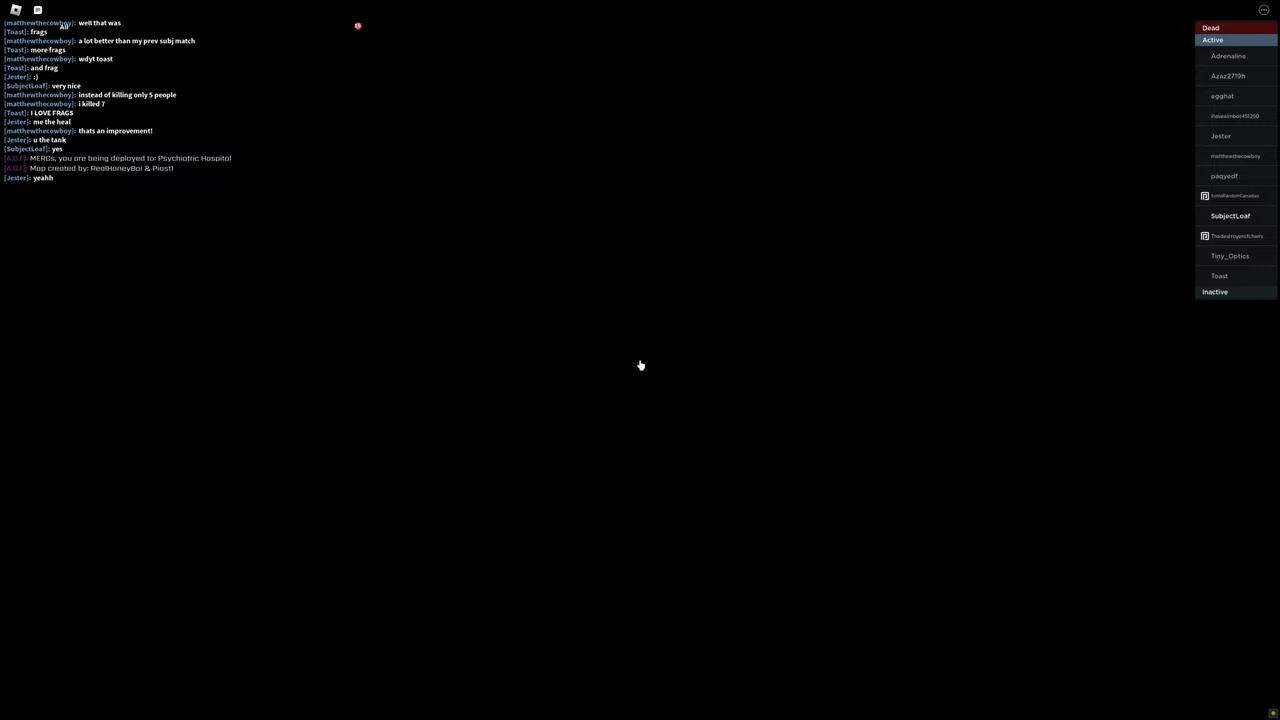 [matthewthecowboy]: well that was
All
[Toast]: frags
[matthewthecowboy]: a lot better than my prev subj match
[Toast]: more frags
[matthewthecowboy]: wdyt toast
[Toast]: and frag
[Jester]: :)
[SubjectLoaf]: very nice
[matthewthecowboy]: instead of killing only 5 people
[matthewthecowboy]: i killed 7
[Toast]: I LOVE FRAGS
[Jester]: me the heal
[matthewthecowboy]: thats an improvement!
[Jester]: u the tank
[SubjectLoaf]: yes
[A.D.F]: MERCs, you are being deployed to: Psychiatric Hospital
[A.D.F]: Map created by: RealHoneyBoi & Piast1
[Jester]: yeahh
Dead
Active
Adrenaline
Azaz2719h
egghat
Jester
matthewthecowboy
paqyedf
SomeRandomCanadian
SubjectLoaf
Thedestroyerofchairs
Tiny_Optics
Toast
Inactive